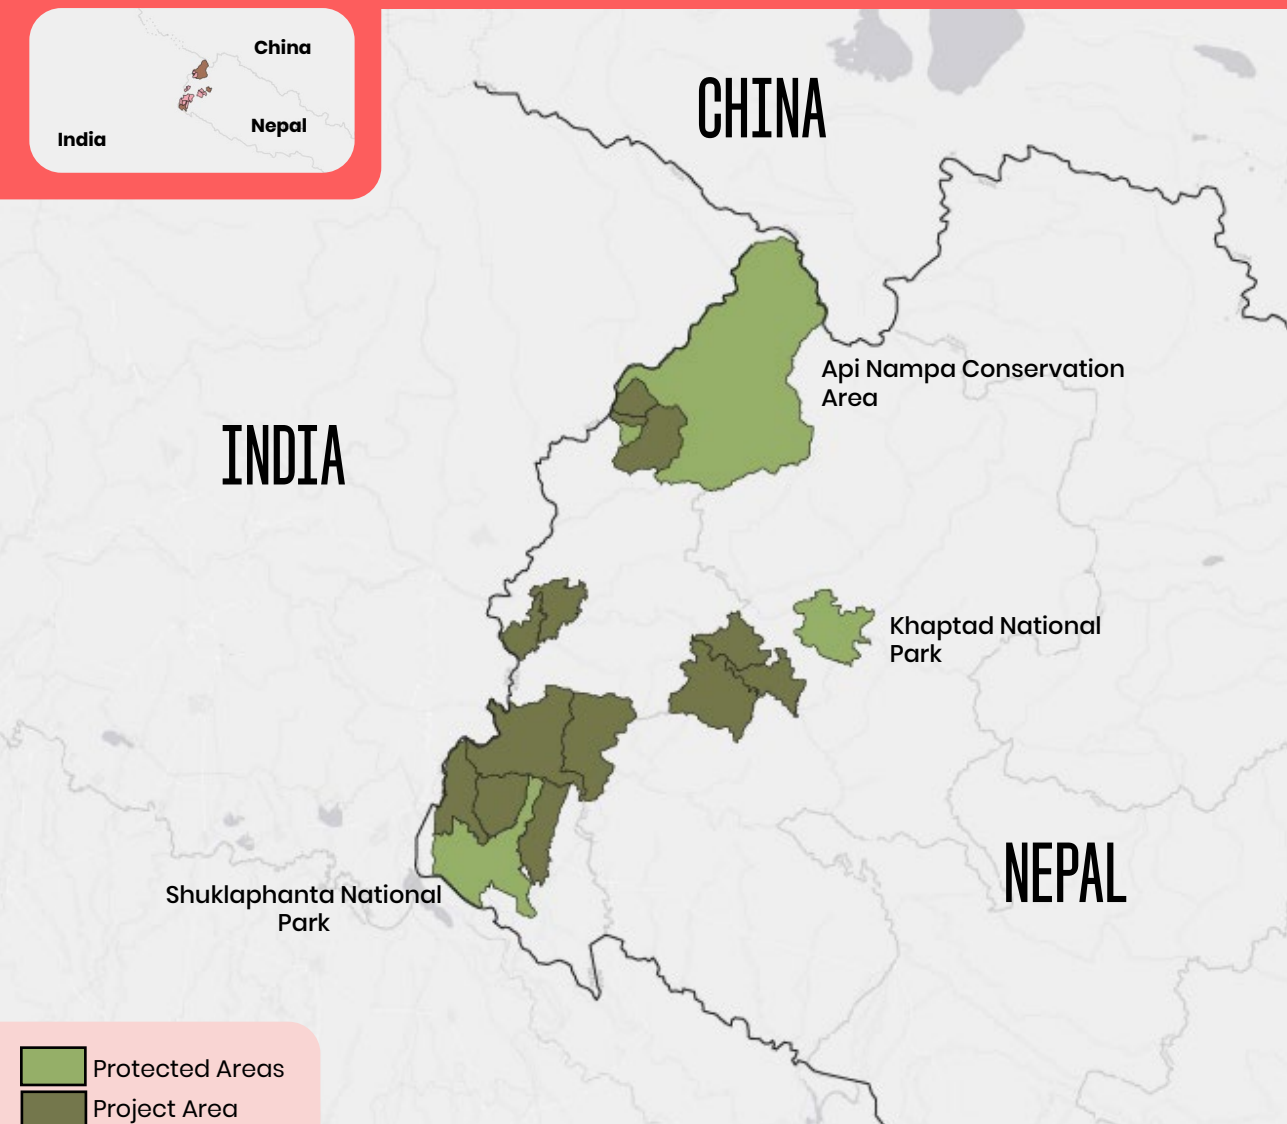 China
Nepal
India
CHINA
Api Nampa Conservation
Area
INDIA
Khaptad National
Park
NEPAL
Shuklaphanta National
Park
Protected Areas
Project Area